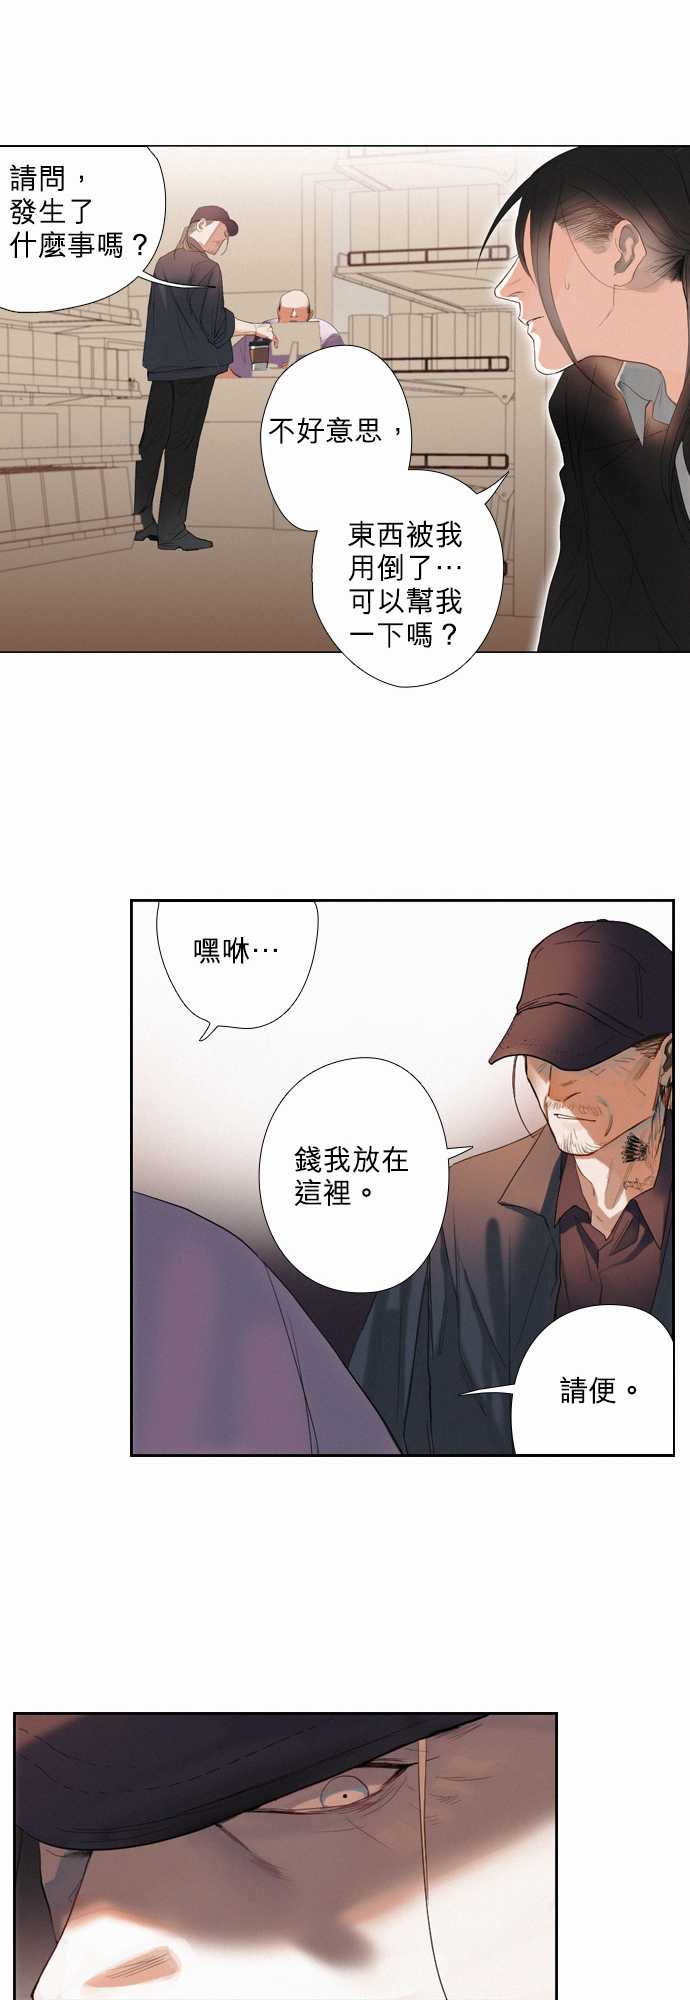 請問，
發生了
什麼事嗎？
不好意思，
東西被我
用倒了…
可以幫我
一下嗎？
嘿咻…
錢我放在
這裡。
請便。